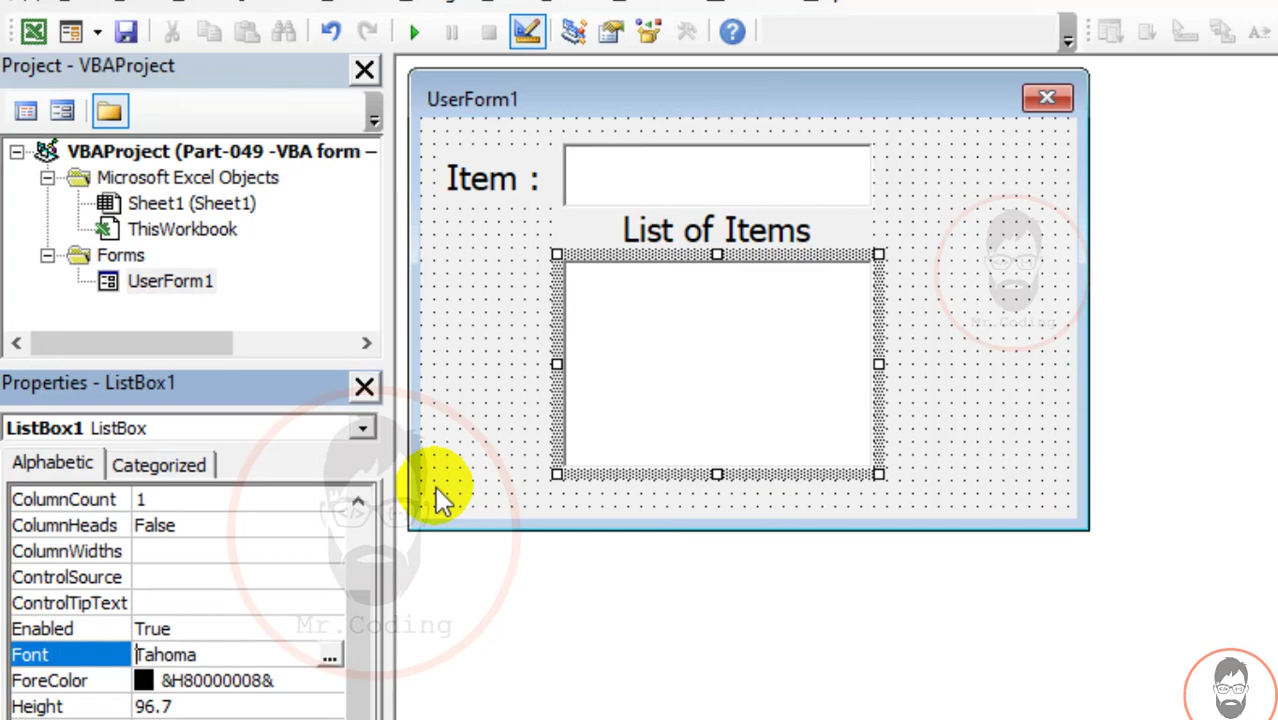 Project - VBAProject
VBAProject (Part-049 -VBA form –
Microsoft Excel Objects
Sheet1 (Sheet1)
ThisWorkbook
Forms
UserForm1
Properties - ListBox1
ListBox1 ListBox
Alphabetic Categorized
ColumnCount 1
ColumnHeads False
ColumnWidths
ControlSource
ControlTipText
Enabled True
Font Tahoma ...
ForeColor &H80000008&
Height 96.7
UserForm1
Item :
List of Items
Mr.Coding
Mr.Coding